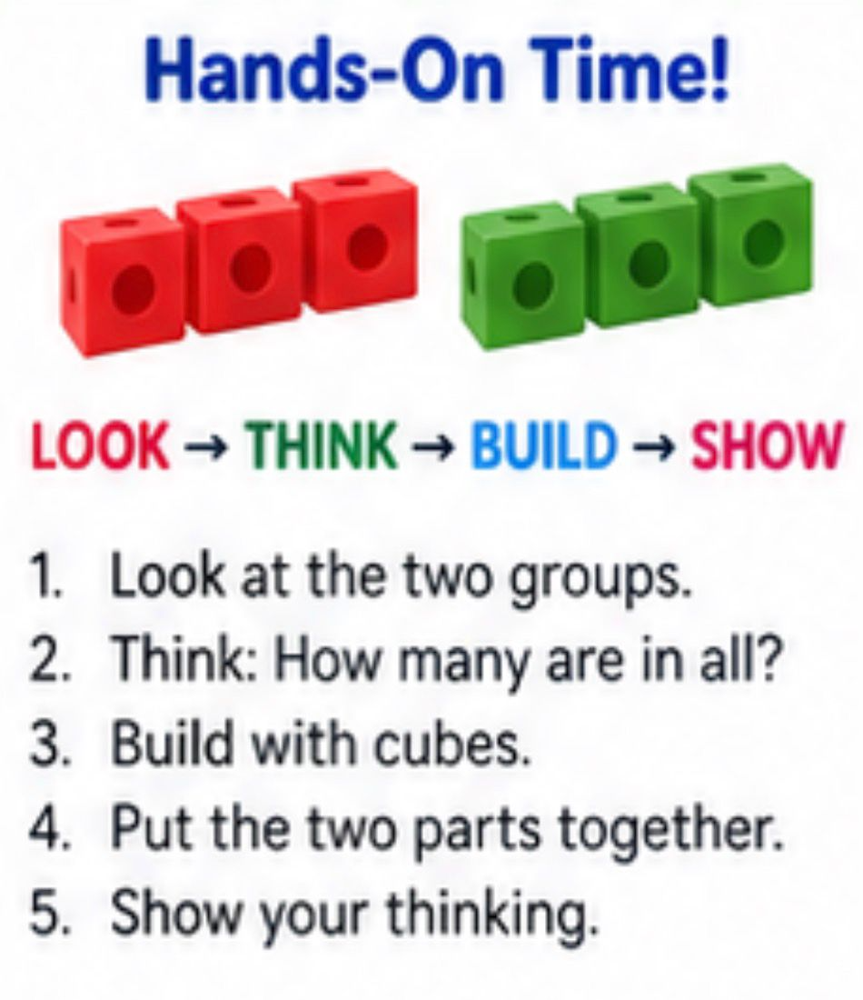 Hands-On Time!
LOOK → THINK → BUILD → SHOW
1. Look at the two groups.
2. Think: How many are in all?
3. Build with cubes.
4. Put the two parts together.
5. Show your thinking.